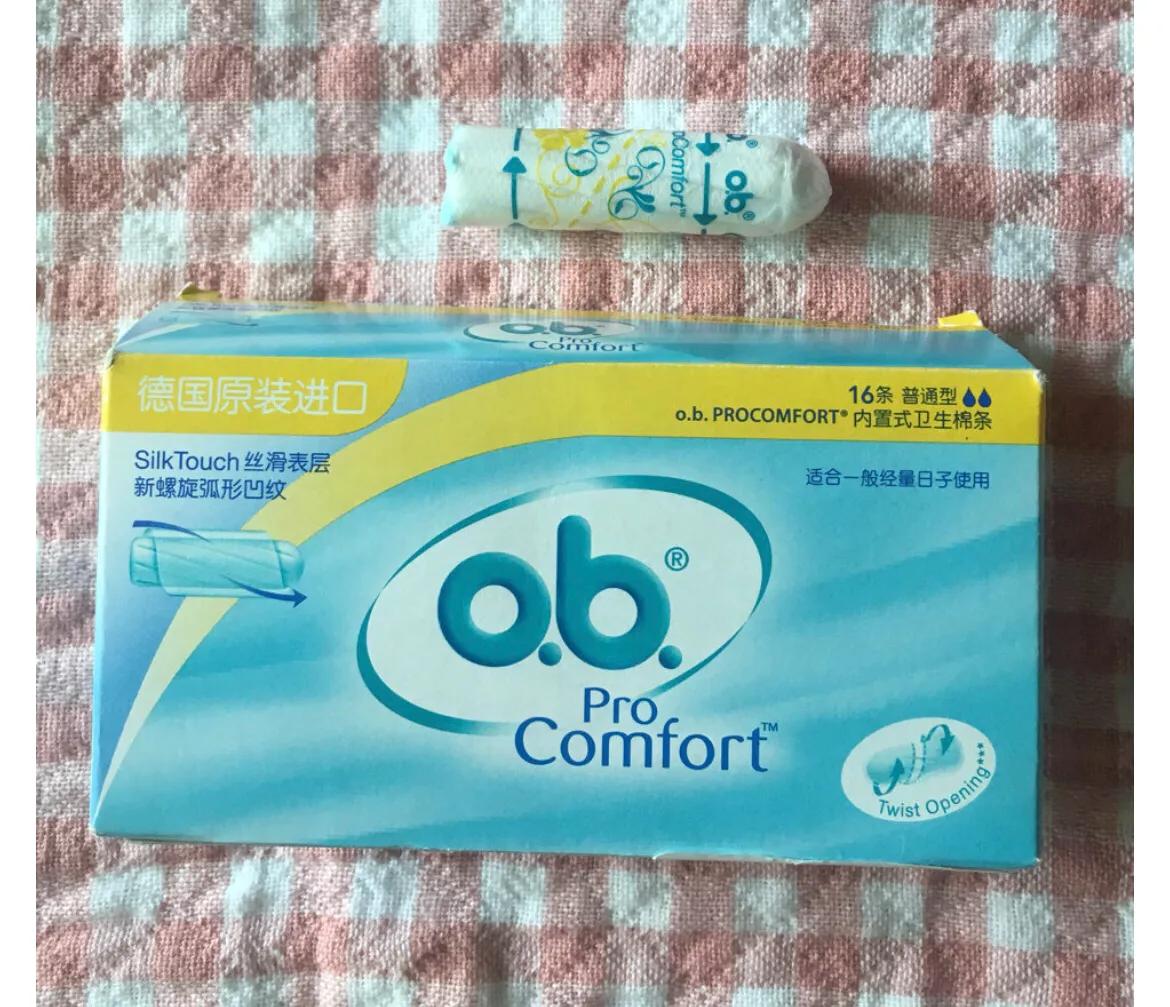 o.b.®
oComfort™
o.b.
Pro
Comfort
德国原装进口
16条 普通型
o.b. PROCOMFORT® 内置式卫生棉条
SilkTouch 丝滑表层
新螺旋弧形凹纹
适合一般经量日子使用
o.b.®
Pro
Comfort™
Twist Opening